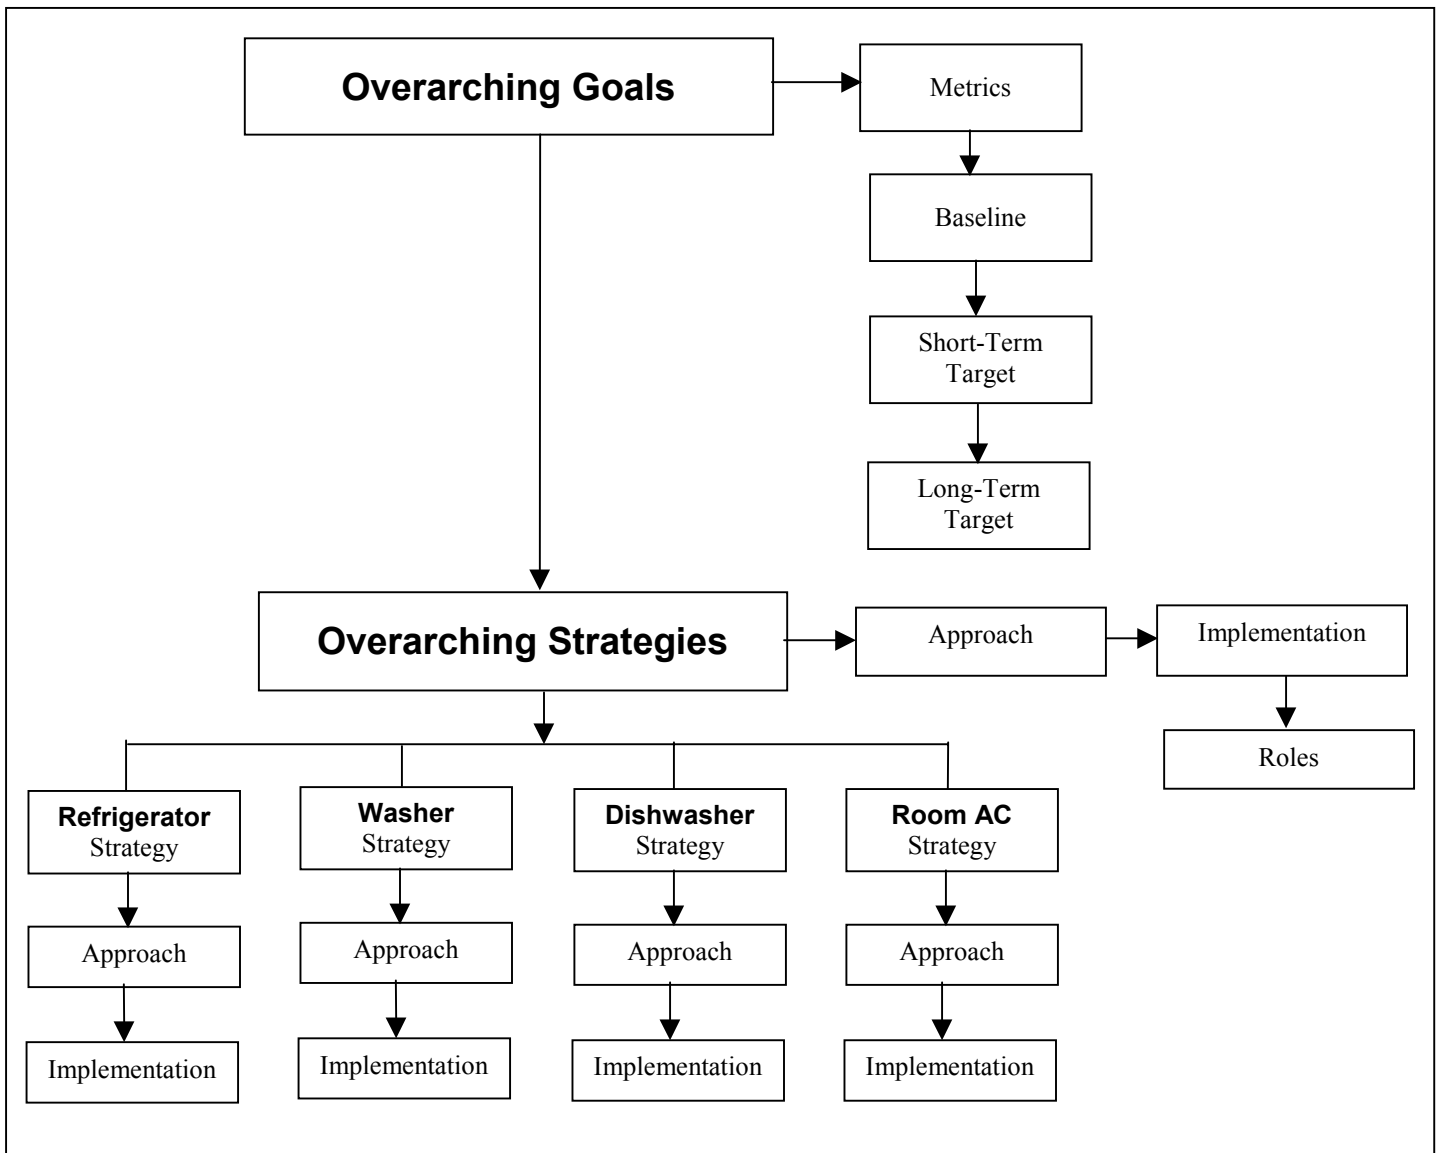 Overarching Goals
Metrics
Baseline
Short-Term
Target
Long-Term
Target
Overarching Strategies
Approach
Implementation
Roles
Refrigerator
Strategy
Washer
Strategy
Dishwasher
Strategy
Room AC
Strategy
Approach
Approach
Approach
Approach
Implementation
Implementation
Implementation
Implementation